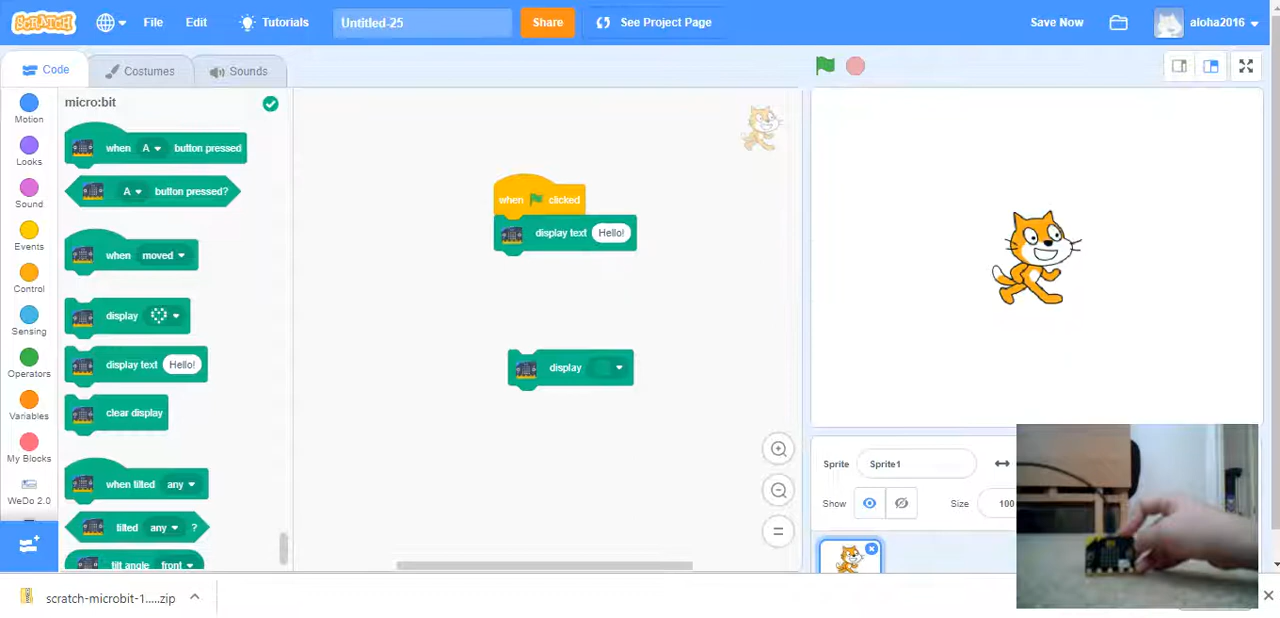 SCRATCH File Edit Tutorials Untitled-25 Share See Project Page Save Now aloha2016
Code Costumes Sounds
Motion
Looks
Sound
Events
Control
Sensing
Operators
Variables
My Blocks
WeDo 2.0
micro:bit
when A button pressed
A button pressed?
when moved
display
display text Hello!
clear display
when tilted any
tilted any ?
tilt angle front
when clicked
display text Hello!
display
Sprite Sprite1
Show Size 100
scratch-microbit-1.....zip